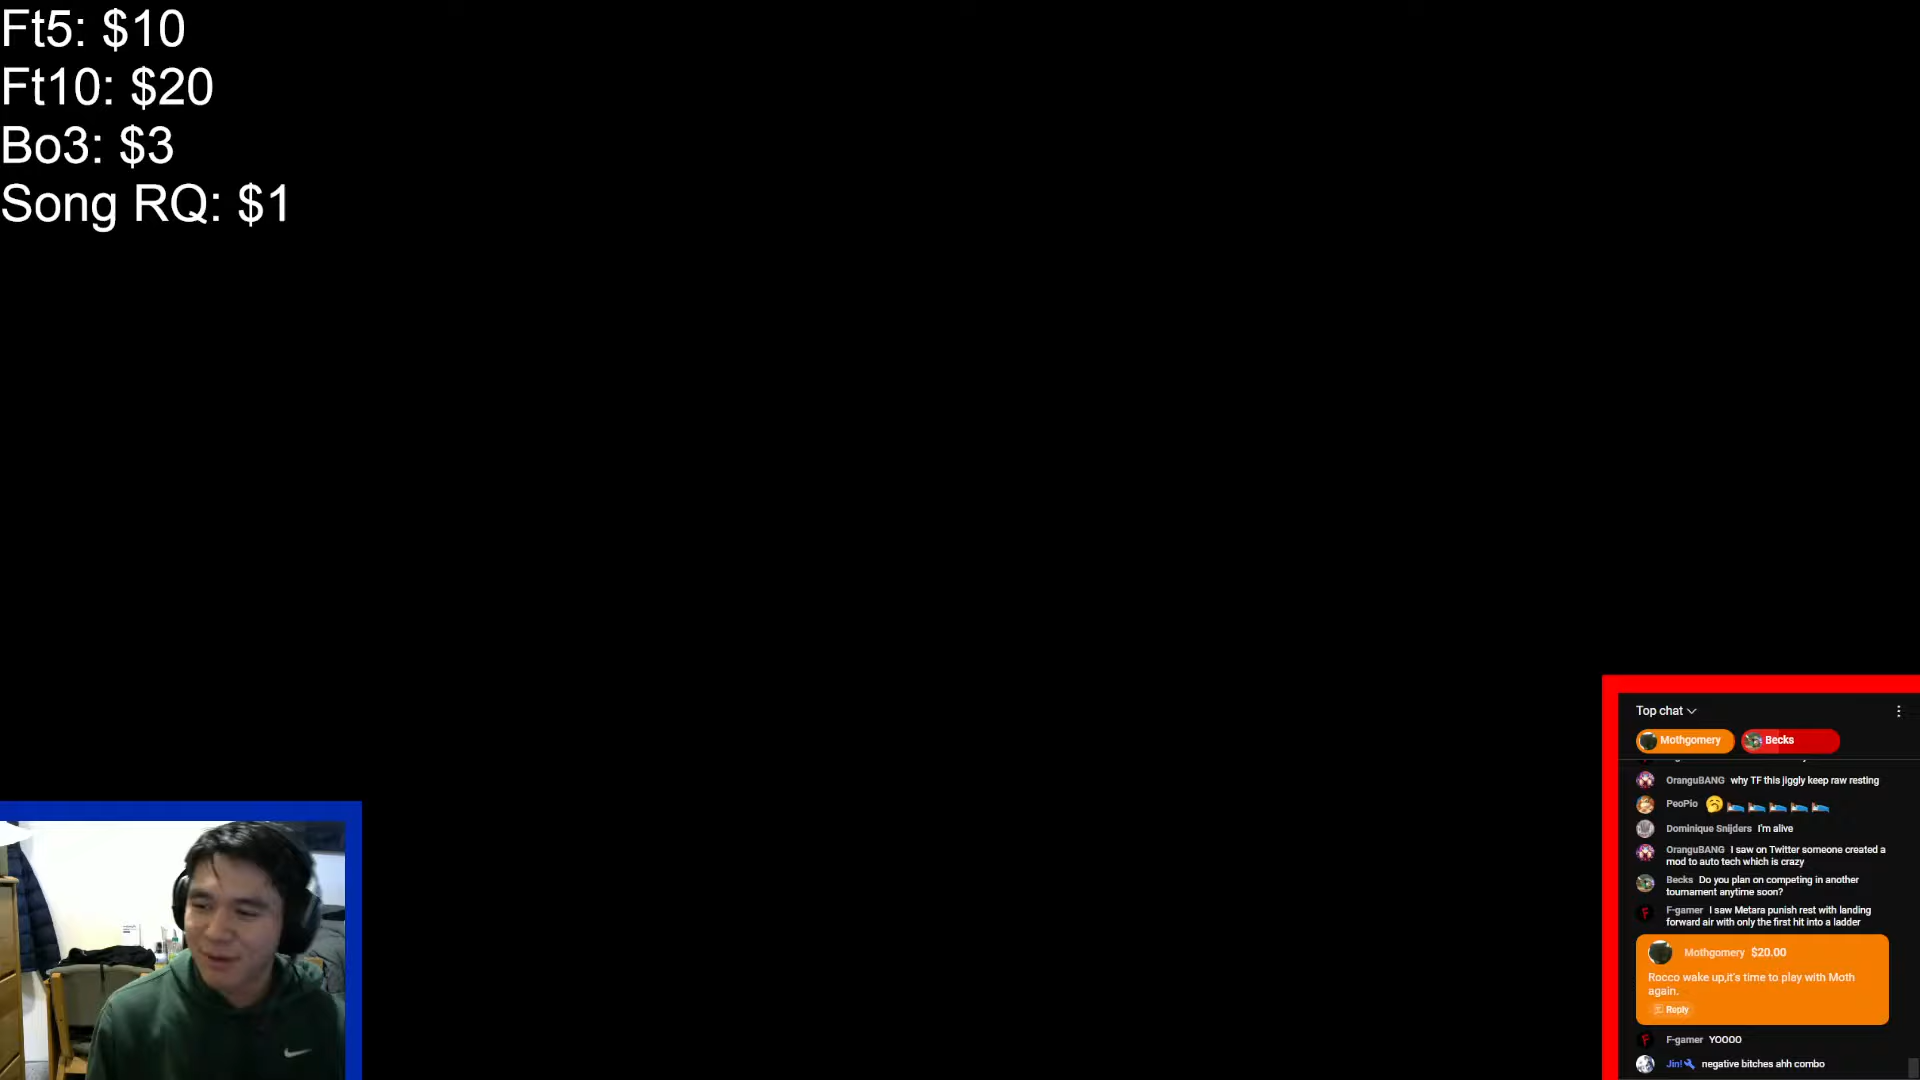 Ft5: $10
Ft10: $20
Bo3: $3
Song RQ: $1
Top chat
Mothgomery
Becks
OranguBANG why TF this jiggly keep raw resting
PeoPio
Dominique Snijders I'm alive
OranguBANG I saw on Twitter someone created a
mod to auto tech which is crazy
Becks Do you plan on competing in another
tournament anytime soon?
F-gamer I saw Metara punish rest with landing
forward air with only the first hit into a ladder
Mothgomery $20.00
Rocco wake up,it's time to play with Moth
again.
Reply
F-gamer YOOOO
Jin! negative bitches ahh combo